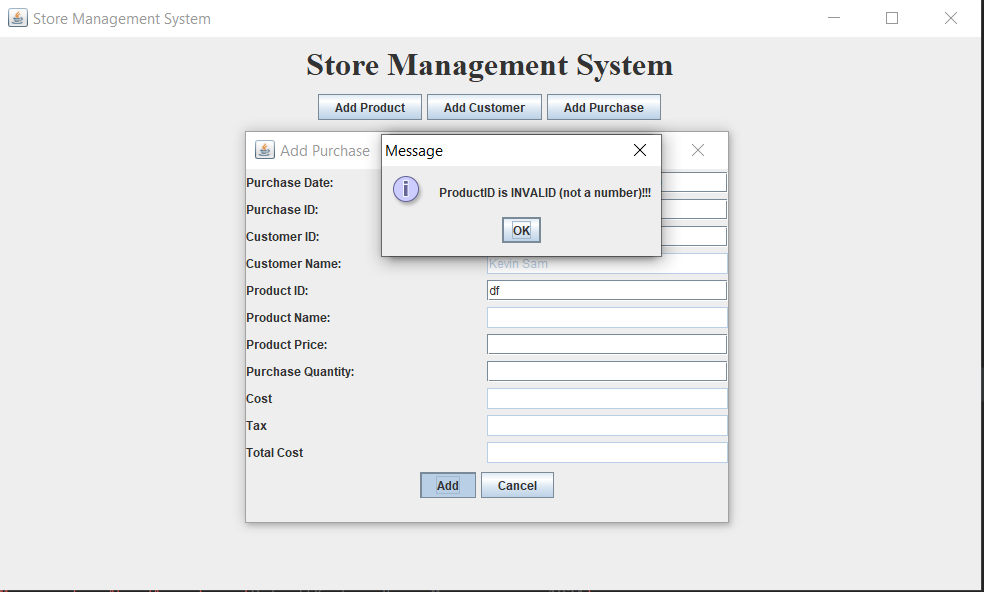 Store Management System
Store Management System
Add Product Add Customer Add Purchase
Add Purchase
Message
Purchase Date:
ProductID is INVALID (not a number)!!!
Purchase ID:
OK
Customer ID:
Customer Name: Kevin Sam
Product ID: df
Product Name:
Product Price:
Purchase Quantity:
Cost
Tax
Total Cost
Add Cancel